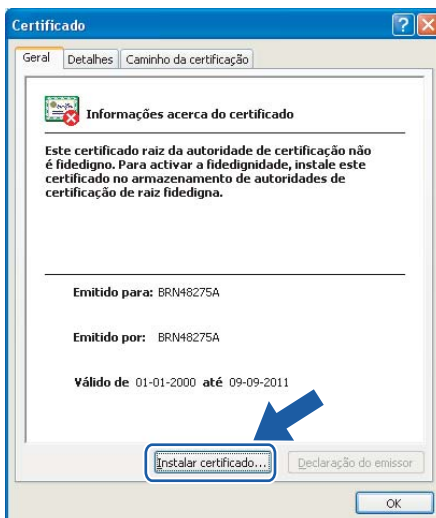 Certificado
Geral Detalhes Caminho da certificação
Informações acerca do certificado
Este certificado raiz da autoridade de certificação não
é fidedigno. Para activar a fidedignidade, instale este
certificado no armazenamento de autoridades de
certificação de raiz fidedigna.
Emitido para: BRN48275A
Emitido por: BRN48275A
Válido de 01-01-2000 até 09-09-2011
Instalar certificado... Declaração do emissor
OK